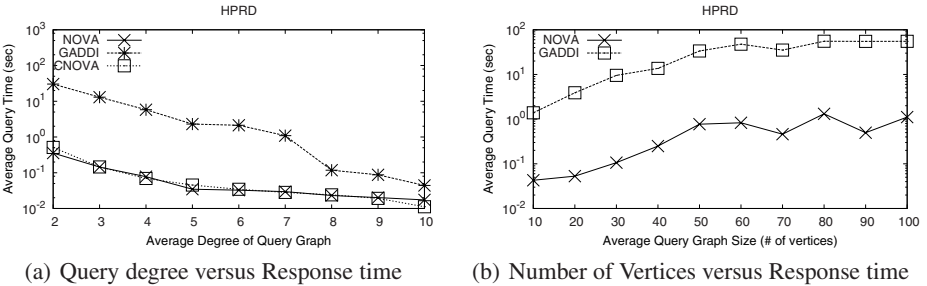 HPRD
Average Query Time (sec)
10^3
10^2
10^1
10^0
10^-1
10^-2
NOVA
GADDI
CNOVA
2 3 4 5 6 7 8 9 10
Average Degree of Query Graph
(a) Query degree versus Response time
HPRD
Average Query Time (sec)
10^2
10^1
10^0
10^-1
10^-2
NOVA
GADDI
10 20 30 40 50 60 70 80 90 100
Average Query Graph Size (# of vertices)
(b) Number of Vertices versus Response time